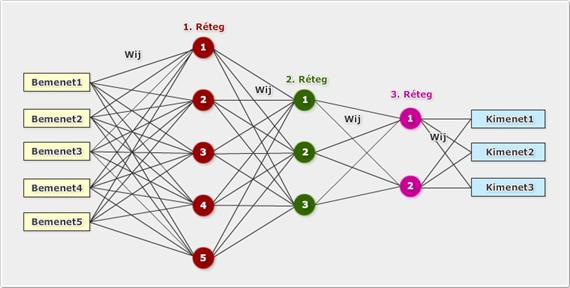 1. Réteg
Wij
1
Bemenet1
Bemenet2
Bemenet3
Bemenet4
Bemenet5
2
3
4
5
2. Réteg
Wij
1
2
3
3. Réteg
Wij
1
2
Wij
Kimenet1
Kimenet2
Kimenet3